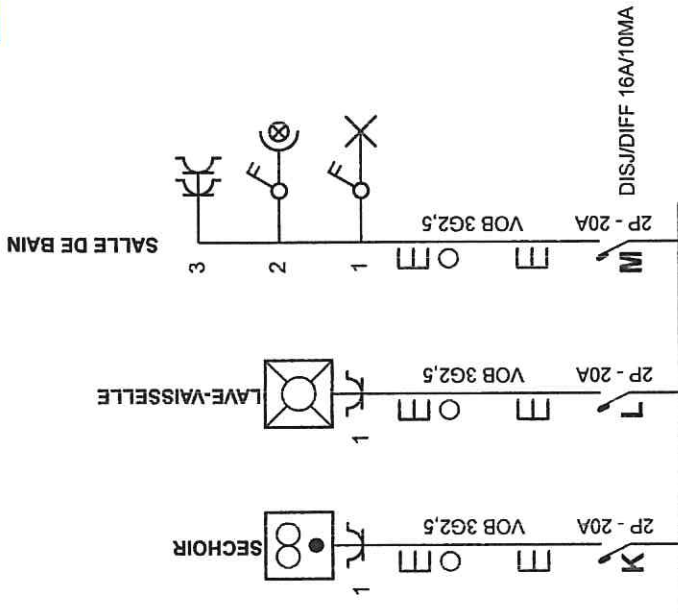 SALLE DE BAIN
3
2
1
VOB 3G2,5
2P - 20A
M
DISJ/DIFF 16A/10MA
LAVE-VAISSELLE
1
VOB 3G2,5
2P - 20A
L
SECHOIR
1
VOB 3G2,5
2P - 20A
K